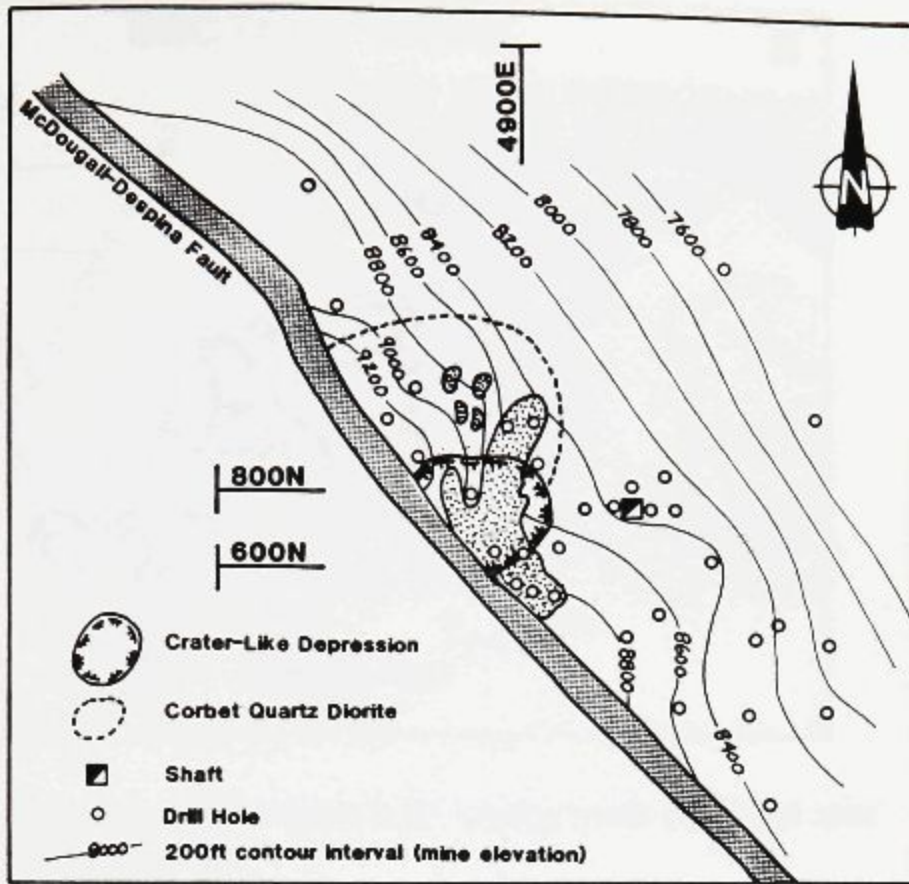 4900E
N
McDougall-Despina Fault
8800
8600
8400
8200
8000
7800
7600
9000
9200
800N
600N
8800
8600
8400
Crater-Like Depression
Corbet Quartz Diorite
Shaft
Drill Hole
8000 200ft contour interval (mine elevation)